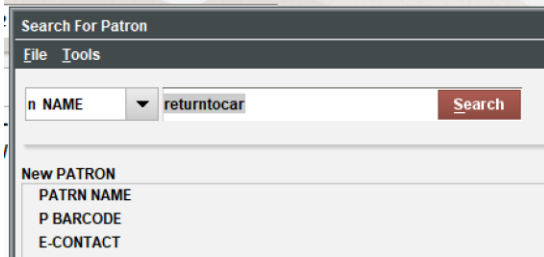 Search For Patron
File Tools
n NAME returntocar Search
New PATRON
PATRN NAME
P BARCODE
E-CONTACT